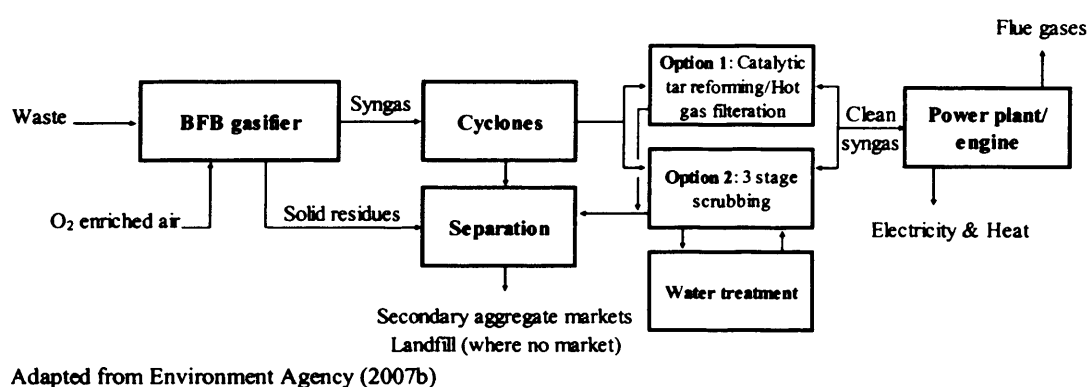 Flue gases
Option 1: Catalytic
tar reforming/Hot
gas filteration
Waste
BFB gasifier
Syngas
Cyclones
Clean
syngas
Power plant/
engine
Option 2: 3 stage
scrubbing
O₂ enriched air
Solid residues
Separation
Electricity & Heat
Water treatment
Secondary aggregate markets
Landfill (where no market)
Adapted from Environment Agency (2007b)